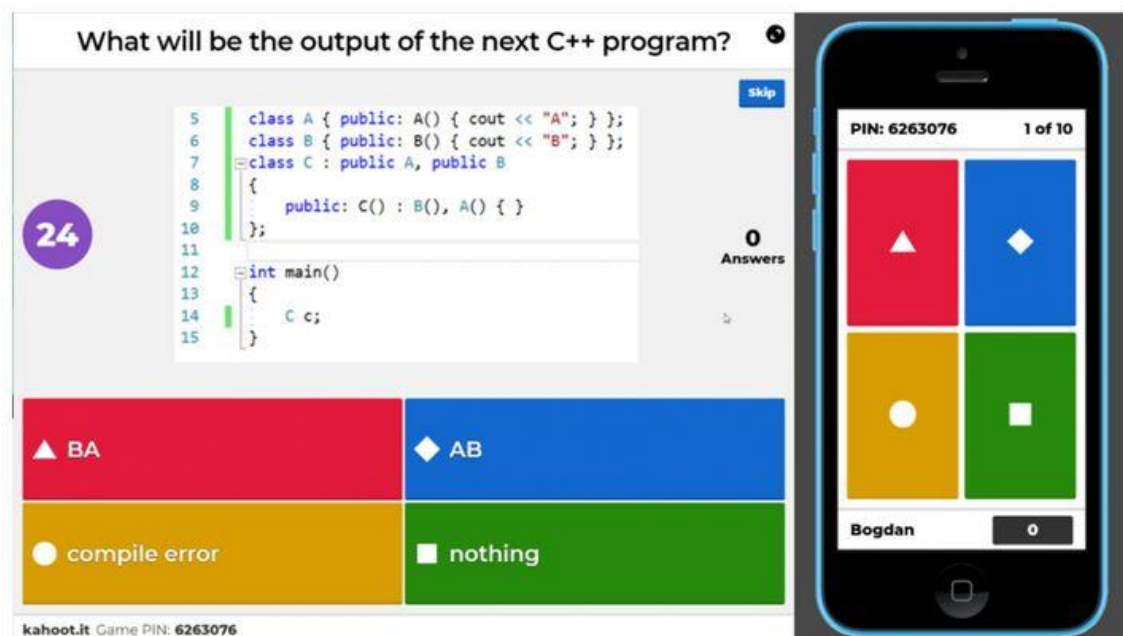 What will be the output of the next C++ program?
Skip
5 class A { public: A() { cout << "A"; } };
6 class B { public: B() { cout << "B"; } };
7 class C : public A, public B
8 {
9 public: C() : B(), A() { }
10 };
11
12 int main()
13 {
14 C c;
15 }
24
0
Answers
BA
AB
compile error
nothing
kahoot.it Game PIN: 6263076
PIN: 6263076 1 of 10
Bogdan 0